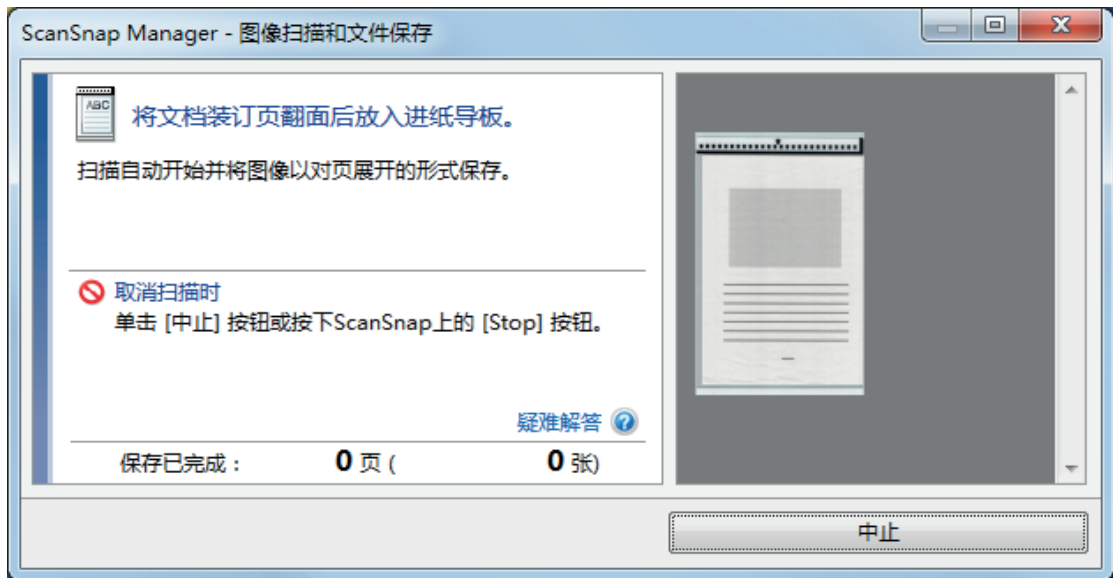 ScanSnap Manager - 图像扫描和文件保存
ABC
将文档装订页翻面后放入进纸导板。
扫描自动开始并将图像以对页展开的形式保存。
取消扫描时
单击 [中止] 按钮或按下ScanSnap上的 [Stop] 按钮。
疑难解答
保存已完成： 0 页 ( 0 张)
中止